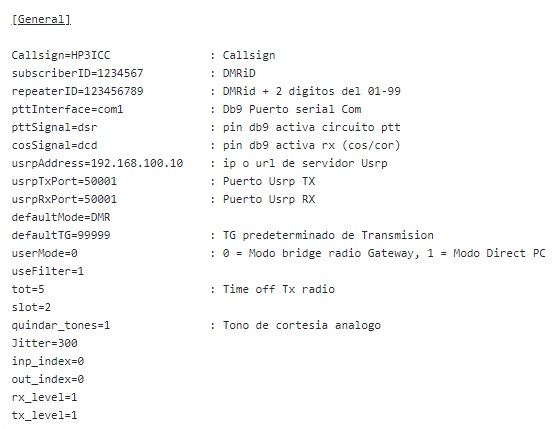 [General]
Callsign=HP3ICC : Callsign
subscriberID=1234567 : DMRiD
repeaterID=123456789 : DMRid + 2 digitos del 01-99
pttInterface=com1 : Db9 Puerto serial Com
pttSignal=dsr : pin db9 activa circuito ptt
cosSignal=dcd : pin db9 activa rx (cos/cor)
usrpAddress=192.168.100.10 : ip o url de servidor Usrp
usrpTxPort=50001 : Puerto Usrp TX
usrpRxPort=50001 : Puerto Usrp RX
defaultMode=DMR
defaultTG=99999 : TG predeterminado de Transmision
userMode=0 : 0 = Modo bridge radio Gateway, 1 = Modo Direct PC
useFilter=1
tot=5 : Time off Tx radio
slot=2
quindar_tones=1 : Tono de cortesia analogo
Jitter=300
inp_index=0
out_index=0
rx_level=1
tx_level=1